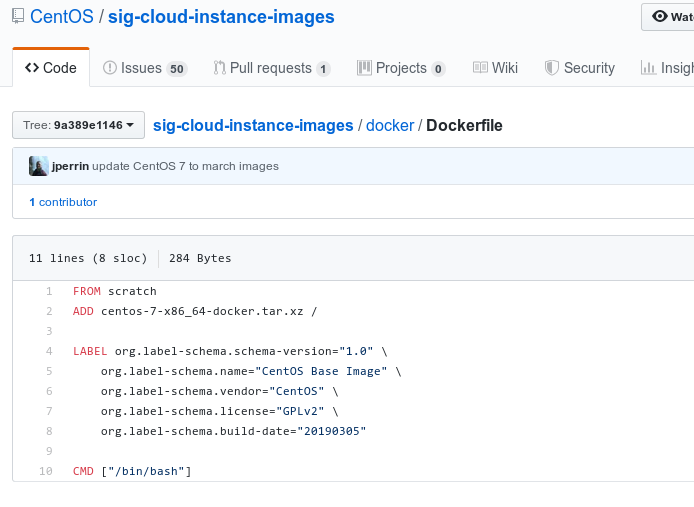 CentOS / sig-cloud-instance-images
Wat
Code Issues 50 Pull requests 1 Projects 0 Wiki Security Insigh
Tree: 9a389e1146 sig-cloud-instance-images / docker / Dockerfile
jperrin update CentOS 7 to march images
1 contributor
11 lines (8 sloc) 284 Bytes
1 FROM scratch
2 ADD centos-7-x86_64-docker.tar.xz /
3
4 LABEL org.label-schema.schema-version="1.0" \
5 org.label-schema.name="CentOS Base Image" \
6 org.label-schema.vendor="CentOS" \
7 org.label-schema.license="GPLv2" \
8 org.label-schema.build-date="20190305"
9
10 CMD ["/bin/bash"]